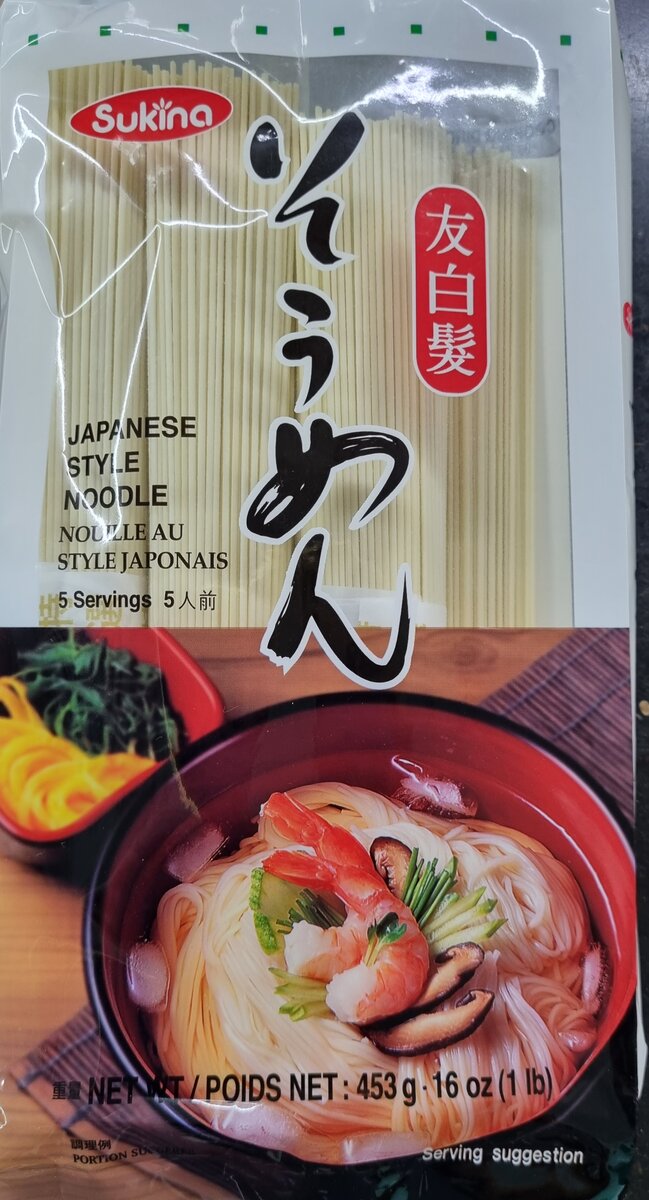 Sukina
そうめん
友白髮
JAPANESE
STYLE
NOODLE
NOUILLE AU
STYLE JAPONAIS
5 Servings 5人前
重量 NET WT / POIDS NET : 453 g · 16 oz (1 lb)
調理例
PORTION
Serving suggestion